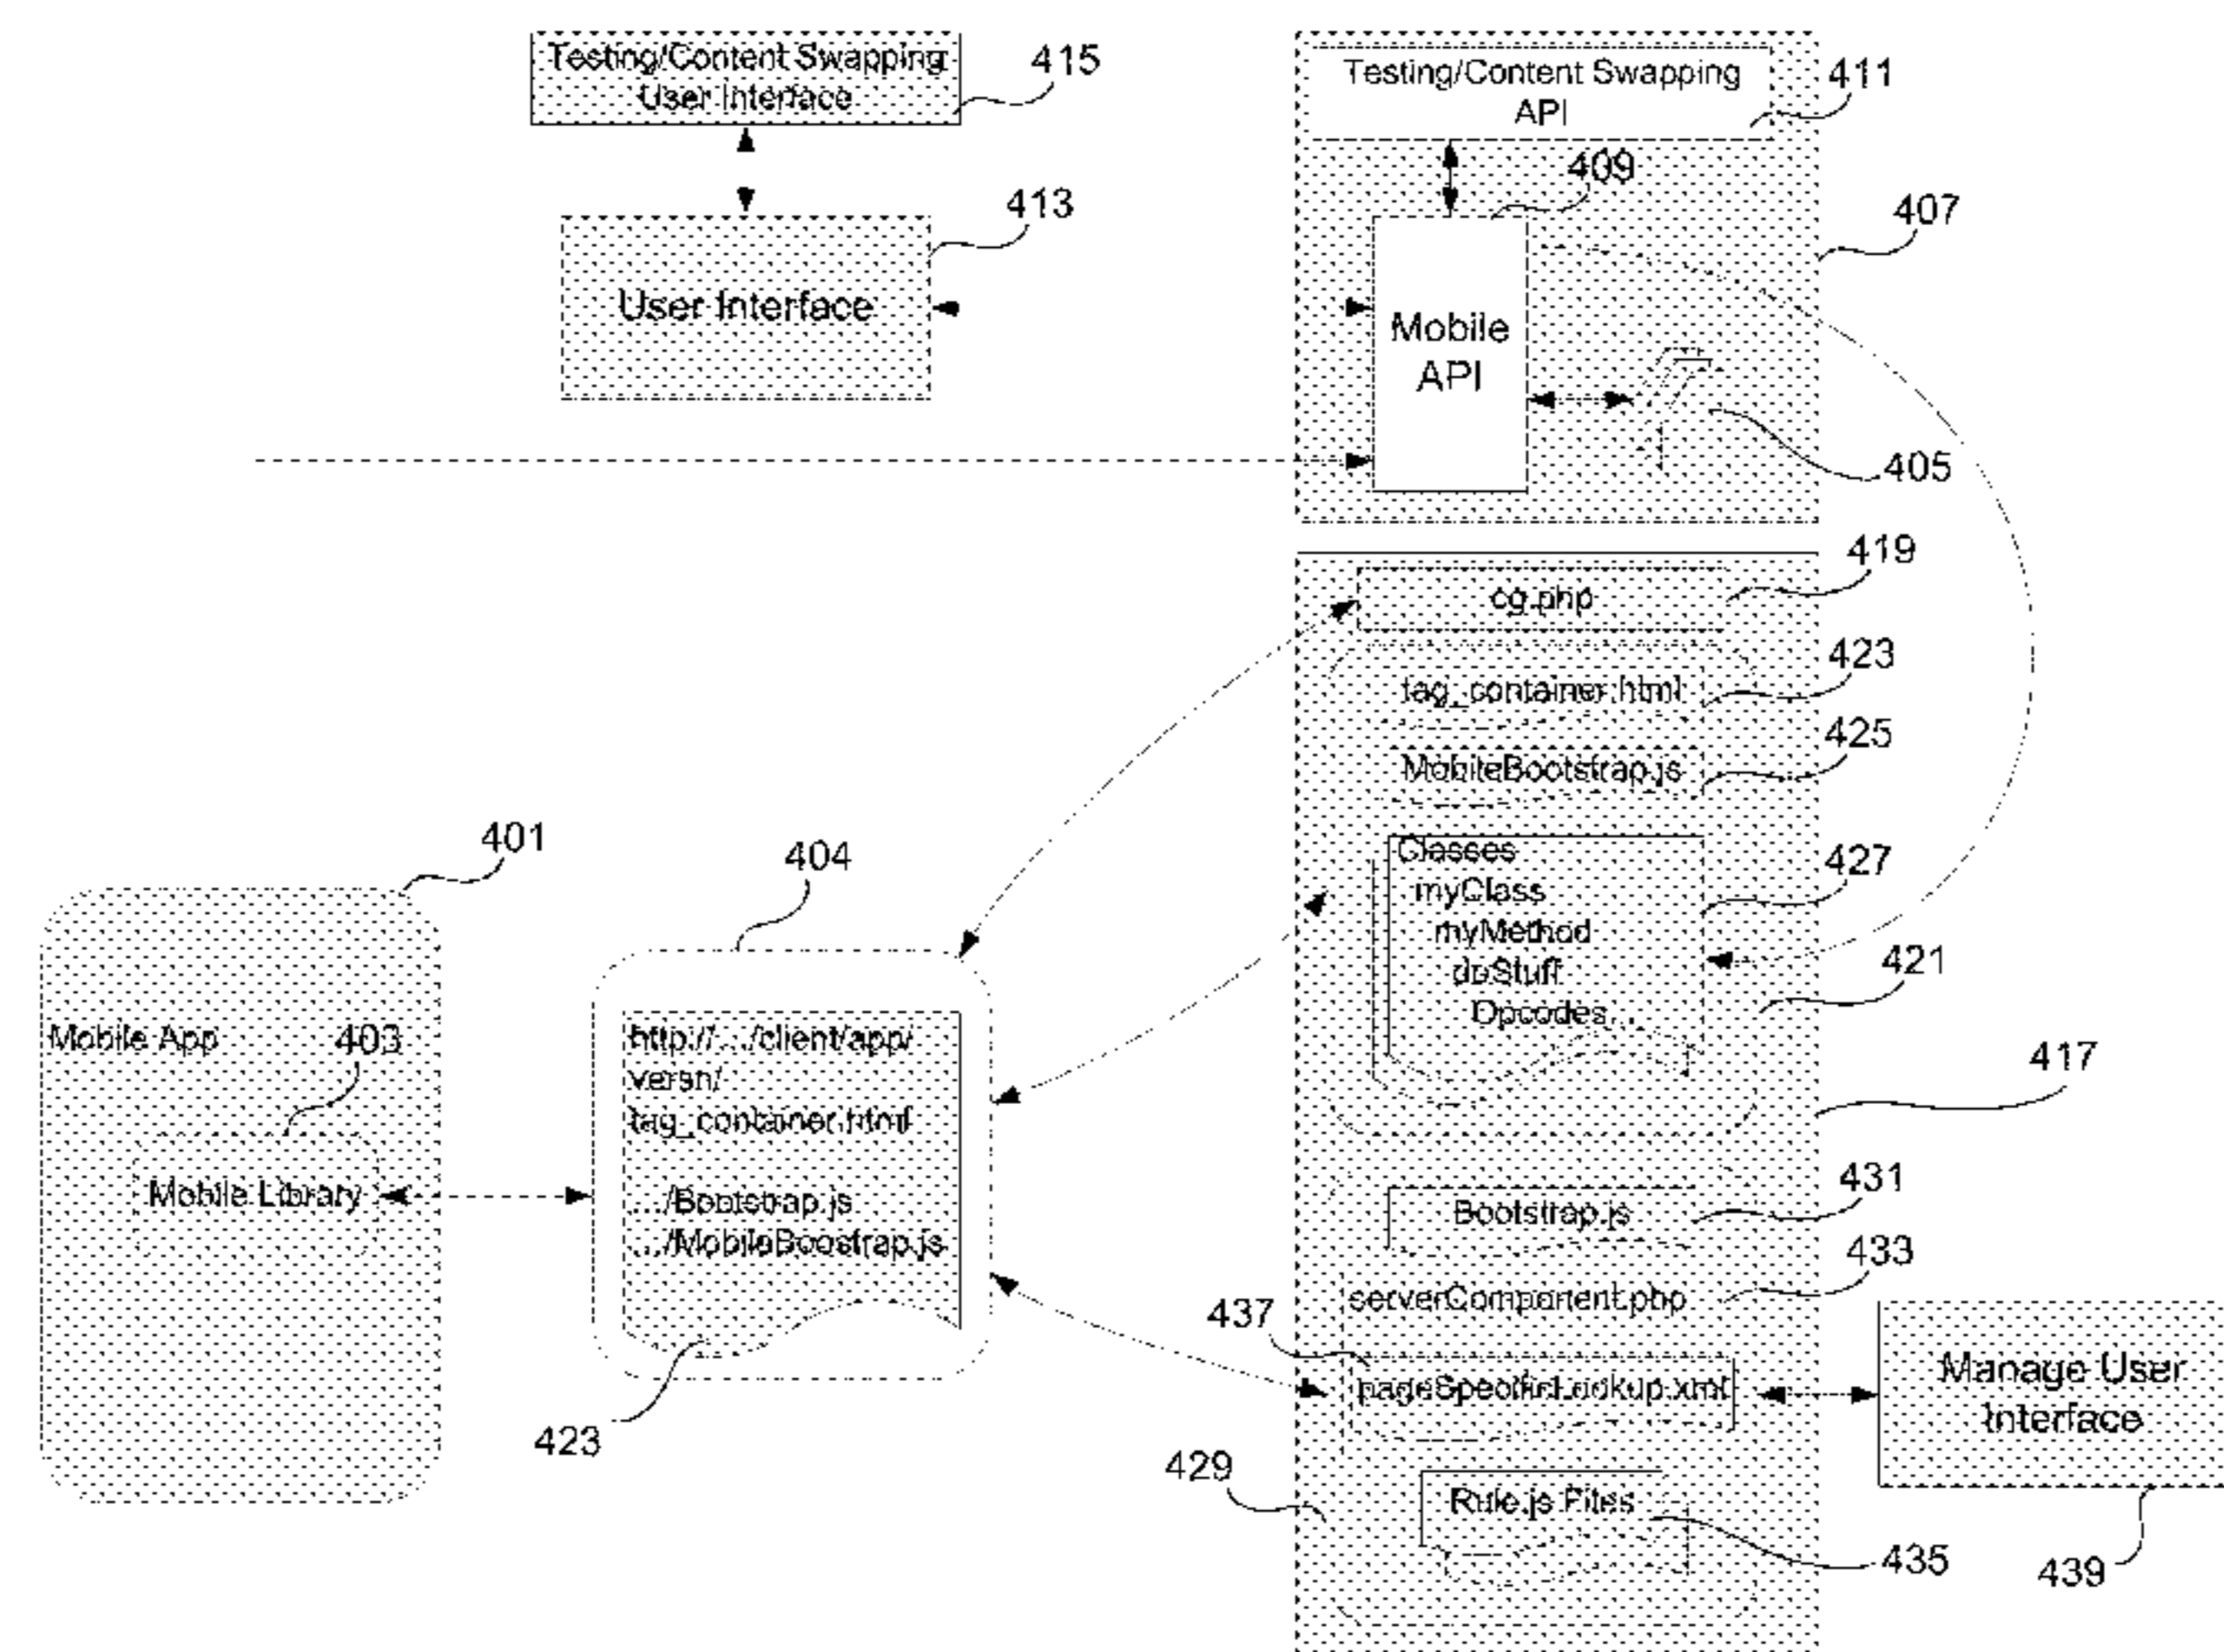 Testing/Content Swapping
User Interface
415
Testing/Content Swapping
API
411
409
413
407
User Interface
Mobile
API
405
419
cg.php
423
tag_container.html
425
MobileBootstrap.js
401
404
427
Classes
myClass
myMethod
doStuff
Opcodes...
421
Mobile App
403
http://.../client/app/
versn/
tag_container.html
417
Mobile Library
.../Bootstrap.js
.../MobileBoostrap.js
431
Bootstrap.js
433
serverComponent.php
437
pageSpecificLookup.xml
Manage User
Interface
423
429
Rule.js Files
435
439